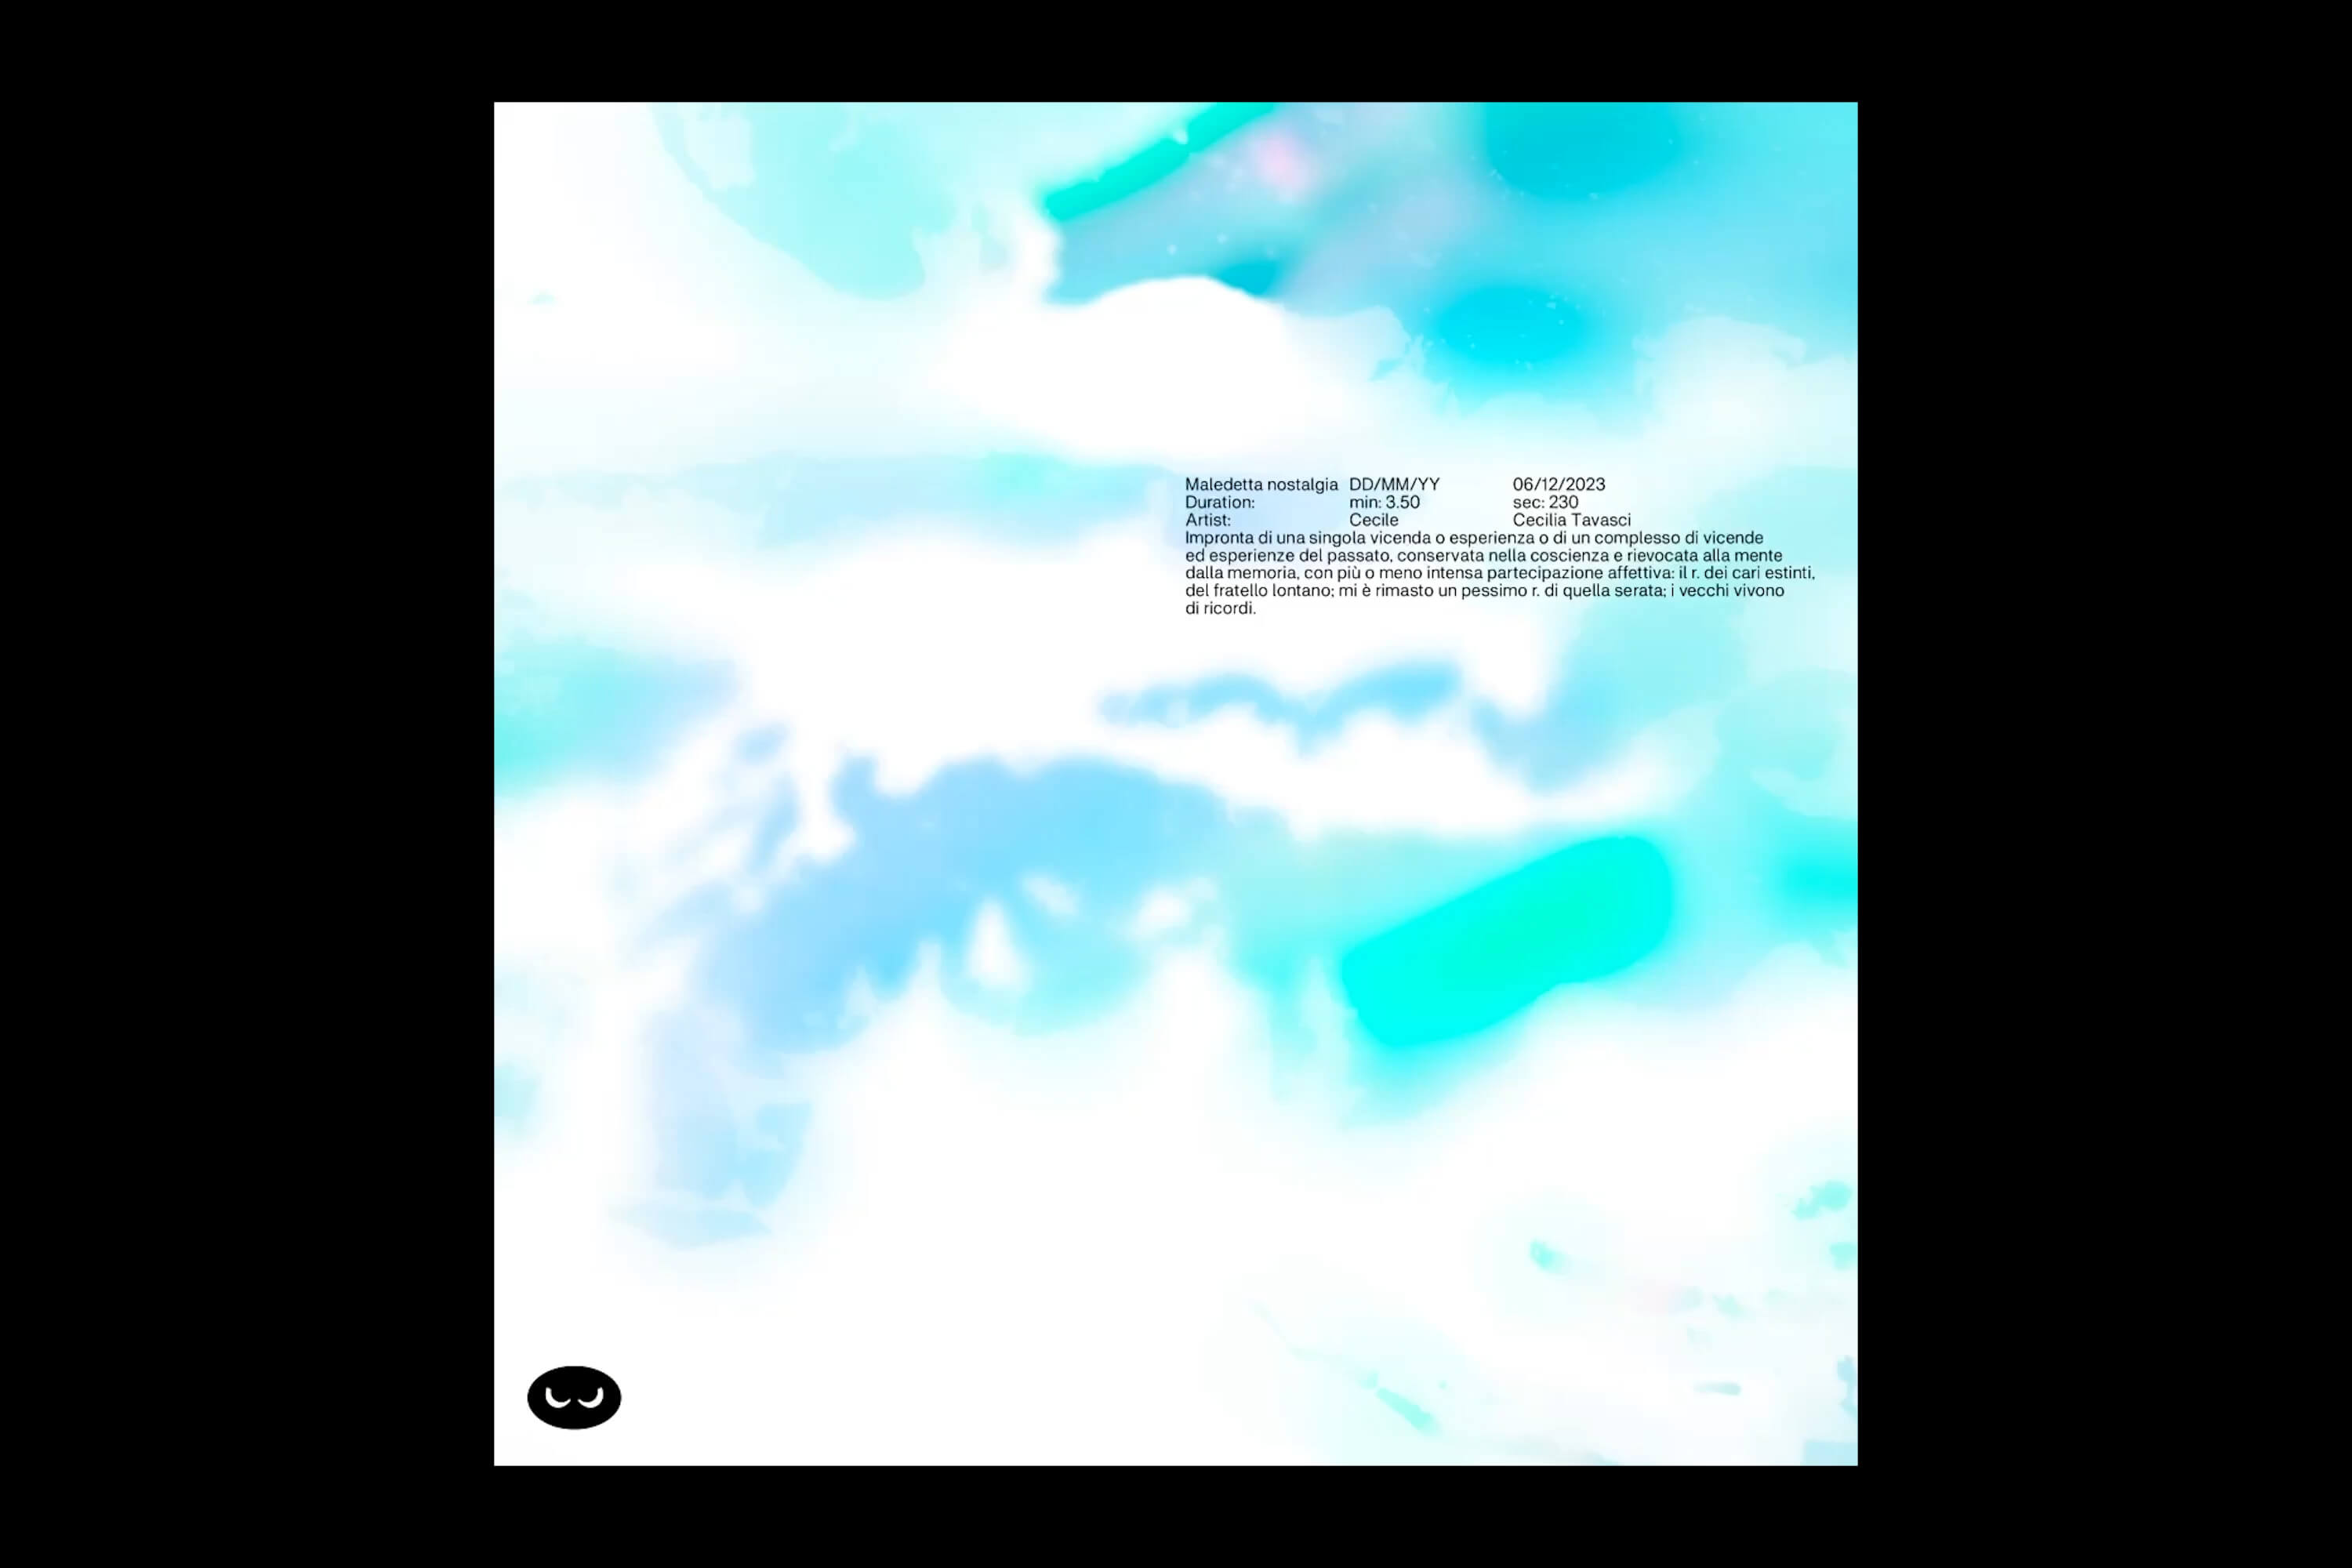 Maledetta nostalgia DD/MM/YY 06/12/2023
Duration: min: 3.50 sec: 230
Artist: Cecile Cecilia Tavasci
Impronta di una singola vicenda o esperienza o di un complesso di vicende
ed esperienze del passato, conservata nella coscienza e rievocata alla mente
dalla memoria, con più o meno intensa partecipazione affettiva: il r. dei cari estinti,
del fratello lontano; mi è rimasto un pessimo r. di quella serata; i vecchi vivono
di ricordi.